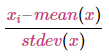 x_i − mean(x)
stdev(x)